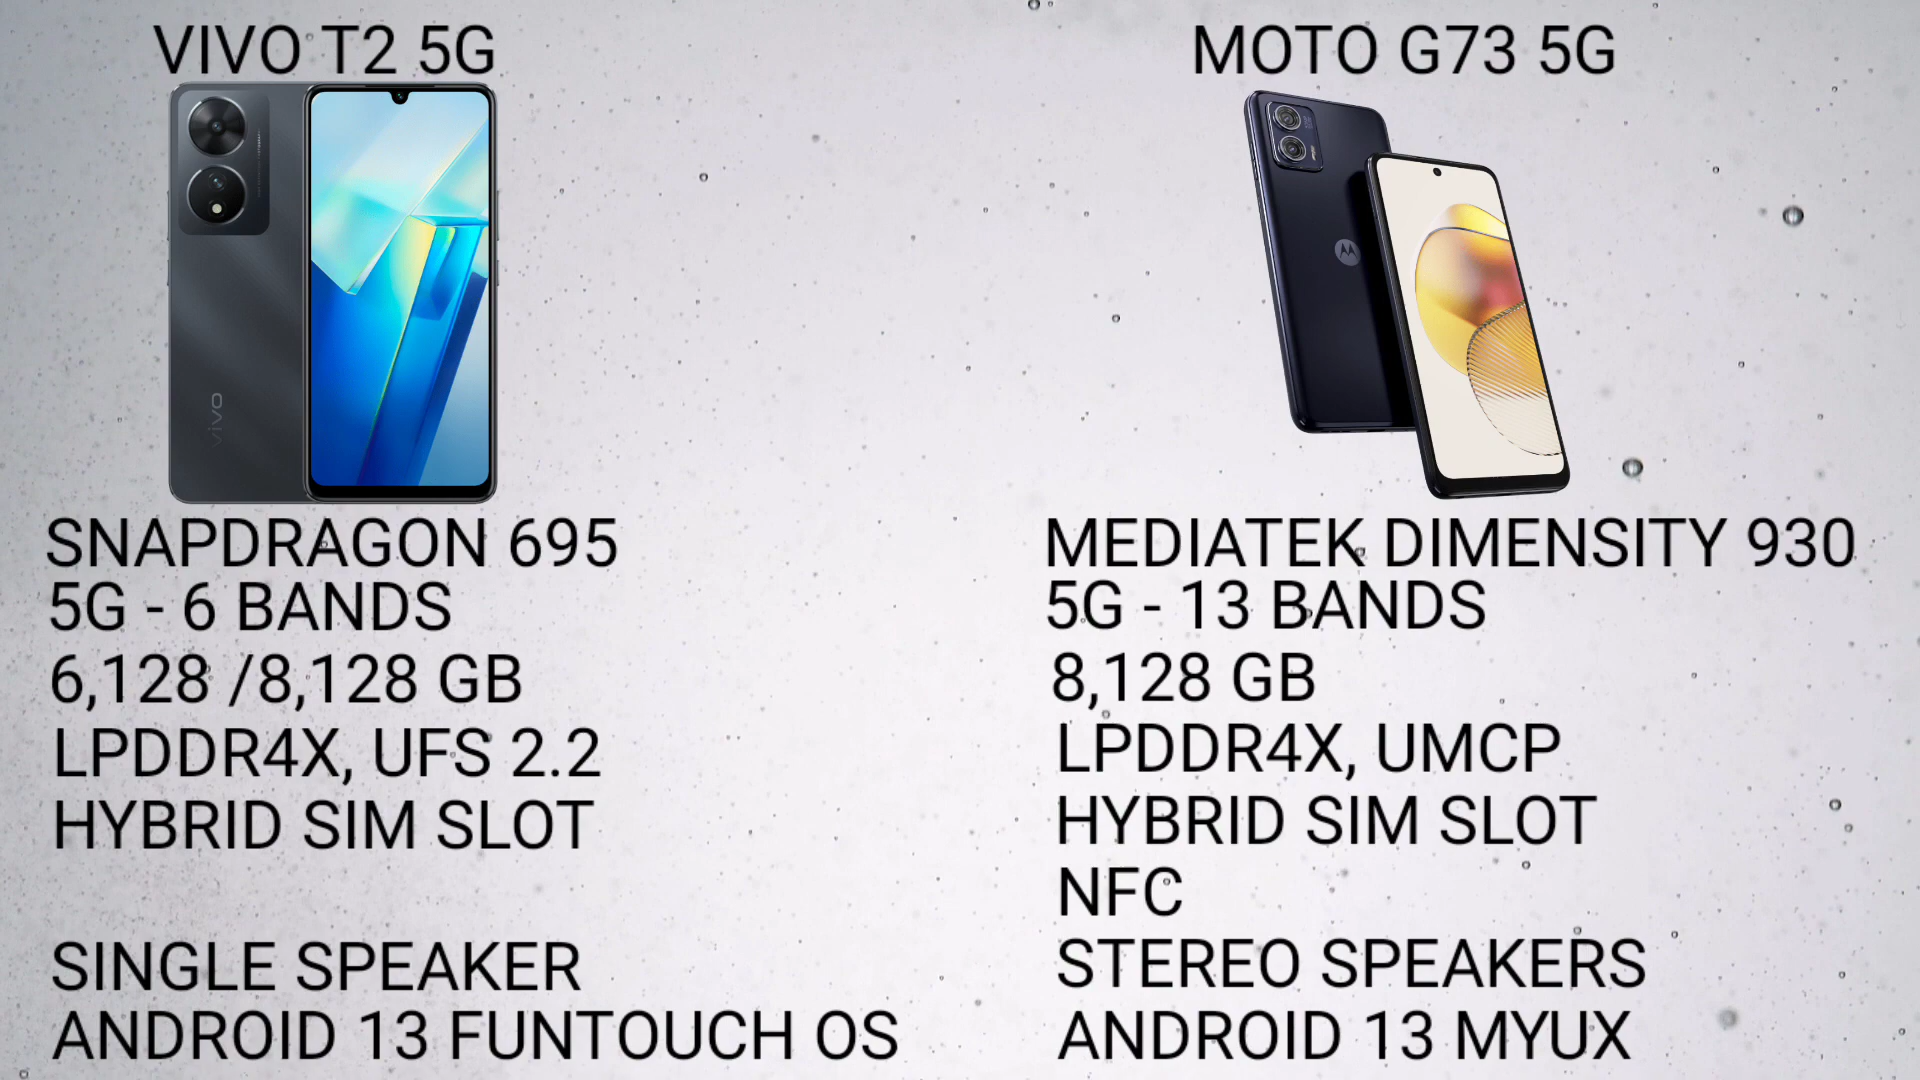 VIVO T2 5G
MOTO G73 5G
vivo
SNAPDRAGON 695
5G - 6 BANDS
6,128 /8,128 GB
LPDDR4X, UFS 2.2
HYBRID SIM SLOT
SINGLE SPEAKER
ANDROID 13 FUNTOUCH OS
MEDIATEK DIMENSITY 930
5G - 13 BANDS
8,128 GB
LPDDR4X, UMCP
HYBRID SIM SLOT
NFC
STEREO SPEAKERS
ANDROID 13 MYUX